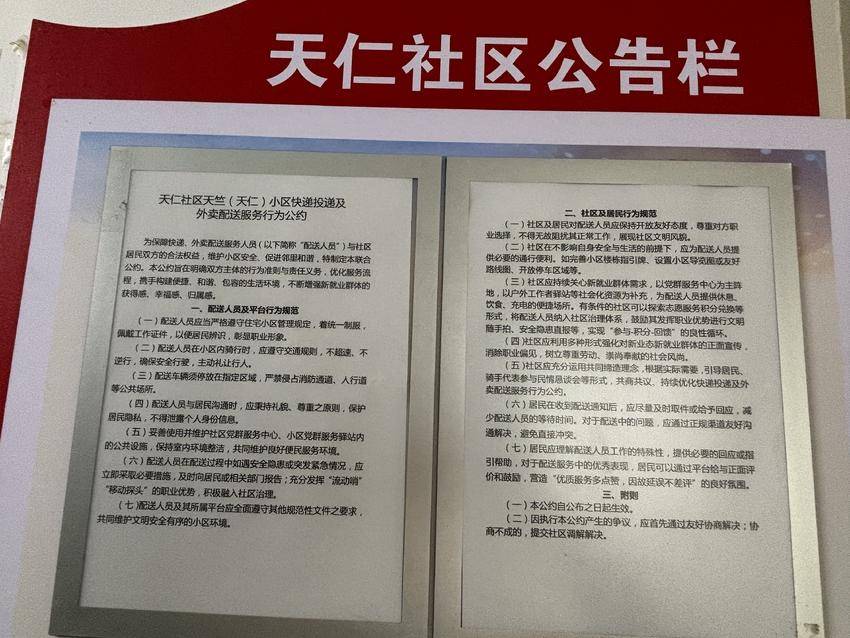 天仁社区公告栏
天仁社区天竺（天仁）小区快递投递及
外卖配送服务行为公约
为保障快递、外卖配送服务人员（以下简称“配送人员”）与社区
居民双方的合法权益，维护小区安全、促进邻里和谐，特制定本联合
公约。本公约旨在明确双方主体的行为准则与责任义务，优化服务流
程，携手构建便捷、和谐、包容的生活环境，不断增强新就业群体的
获得感、幸福感、归属感。
一、配送人员及平台行为规范
（一）配送人员应当严格遵守住宅小区管理规定，着统一制服，
佩戴工作证件，以便居民辨识，彰显职业形象。
（二）配送人员在小区内骑行时，应遵守交通规则，不超速、不
逆行，确保安全行驶，主动礼让行人。
（三）配送车辆须停放在指定区域，严禁侵占消防通道、人行道
等公共场所。
（四）配送人员与居民沟通时，应秉持礼貌、尊重之原则，保护
居民隐私，不得泄露个人身份信息。
（五）妥善使用并维护社区党群服务中心、小区党群服务驿站内
的公共设施，保持室内环境整洁，共同维护良好便民服务环境。
（六）配送人员在配送过程中如遇安全隐患或突发紧急情况，应
立即采取必要措施，及时向居民或相关部门报告；充分发挥“流动哨”
“移动探头”的职业优势，积极融入社区治理。
（七）配送人员及其所属平台应全面遵守其他规范性文件之要求，
共同维护文明安全有序的小区环境。
二、社区及居民行为规范
（一）社区及居民对配送人员应保持开放友好态度，尊重对方职
业选择，不得无故阻扰其正常工作，展现社区文明风貌。
（二）社区在不影响自身安全与生活的前提下，应为配送人员提
供必要的通行便利。如完善小区楼栋指引牌、设置小区导览图或友好
路线图、开放停车区域等。
（三）社区应持续关心新就业群体需求，以党群服务中心为主阵
地，以户外工作者驿站等社会化资源为补充，为配送人员提供休息、
饮食、充电的便捷场所。有条件的社区可以探索志愿服务积分兑换等
形式，将配送人员纳入社区治理体系，鼓励其发挥职业优势进行文明
随手拍、安全隐患直报等，实现“参与-积分-回馈”的良性循环。
（四）社区应利用多种形式强化对新业态新就业群体的正面宣传，
消除职业偏见，树立尊重劳动、崇尚奉献的社会风尚。
（五）社区应充分运用共同缔造理念，根据实际需要，引导居民、
骑手代表参与民情恳谈会等形式，共商共议、持续优化快递投递及外
卖配送服务行为公约。
（六）居民在收到配送通知后，应尽量及时取件或给予回应，减
少配送人员的等待时间。对于配送中的问题，应通过正规渠道友好沟
通解决，避免直接冲突。
（七）居民应理解配送人员工作的特殊性，提供必要的回应或指
引帮助，对于配送服务中的优秀表现，居民可以通过平台给与正面评
价和鼓励，营造“优质服务多点赞，因故延误不差评”的良好氛围。
三、附则
（一）本公约自公布之日起生效。
（二）因执行本公约产生的争议，应首先通过友好协商解决；协
商不成的，提交社区调解解决。